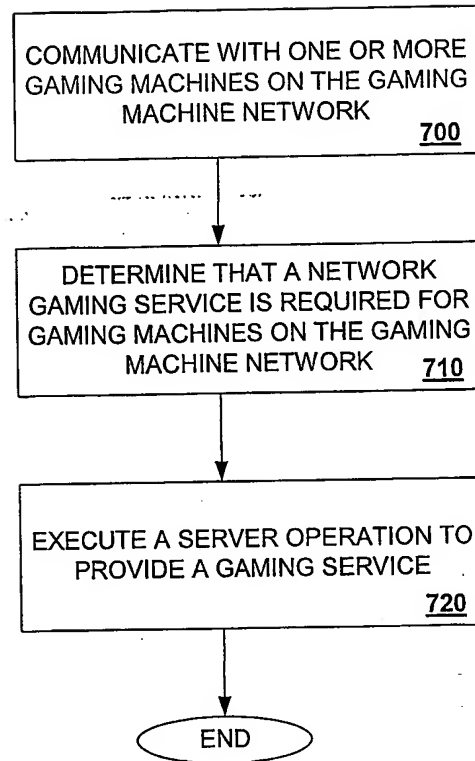 COMMUNICATE WITH ONE OR MORE
GAMING MACHINES ON THE GAMING
MACHINE NETWORK
700
DETERMINE THAT A NETWORK
GAMING SERVICE IS REQUIRED FOR
GAMING MACHINES ON THE GAMING
MACHINE NETWORK
710
EXECUTE A SERVER OPERATION TO
PROVIDE A GAMING SERVICE
720
END